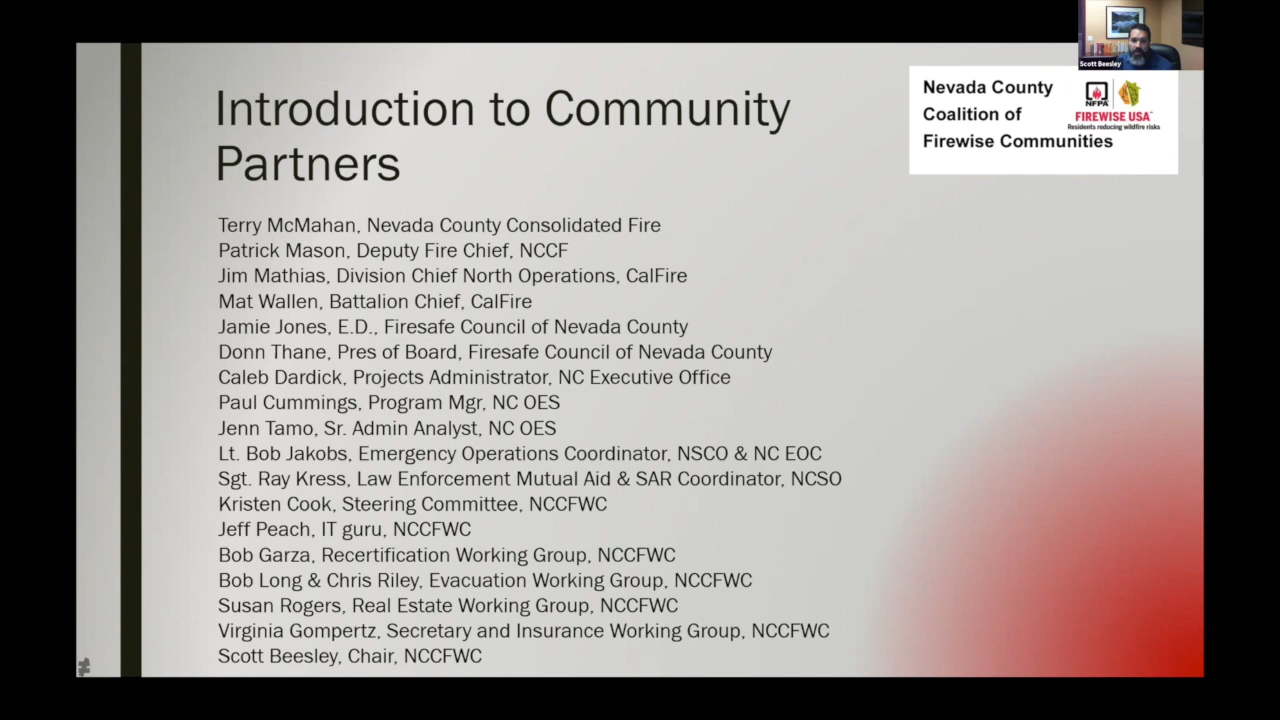 Scott Beesley
Introduction to Community
Partners
Nevada County
Coalition of
Firewise Communities
NFPA
FIREWISE USA
Residents reducing wildfire risks
Terry McMahan, Nevada County Consolidated Fire
Patrick Mason, Deputy Fire Chief, NCCF
Jim Mathias, Division Chief North Operations, CalFire
Mat Wallen, Battalion Chief, CalFire
Jamie Jones, E.D., Firesafe Council of Nevada County
Donn Thane, Pres of Board, Firesafe Council of Nevada County
Caleb Dardick, Projects Administrator, NC Executive Office
Paul Cummings, Program Mgr, NC OES
Jenn Tamo, Sr. Admin Analyst, NC OES
Lt. Bob Jakobs, Emergency Operations Coordinator, NSCO & NC EOC
Sgt. Ray Kress, Law Enforcement Mutual Aid & SAR Coordinator, NCSO
Kristen Cook, Steering Committee, NCCFWC
Jeff Peach, IT guru, NCCFWC
Bob Garza, Recertification Working Group, NCCFWC
Bob Long & Chris Riley, Evacuation Working Group, NCCFWC
Susan Rogers, Real Estate Working Group, NCCFWC
Virginia Gompertz, Secretary and Insurance Working Group, NCCFWC
Scott Beesley, Chair, NCCFWC